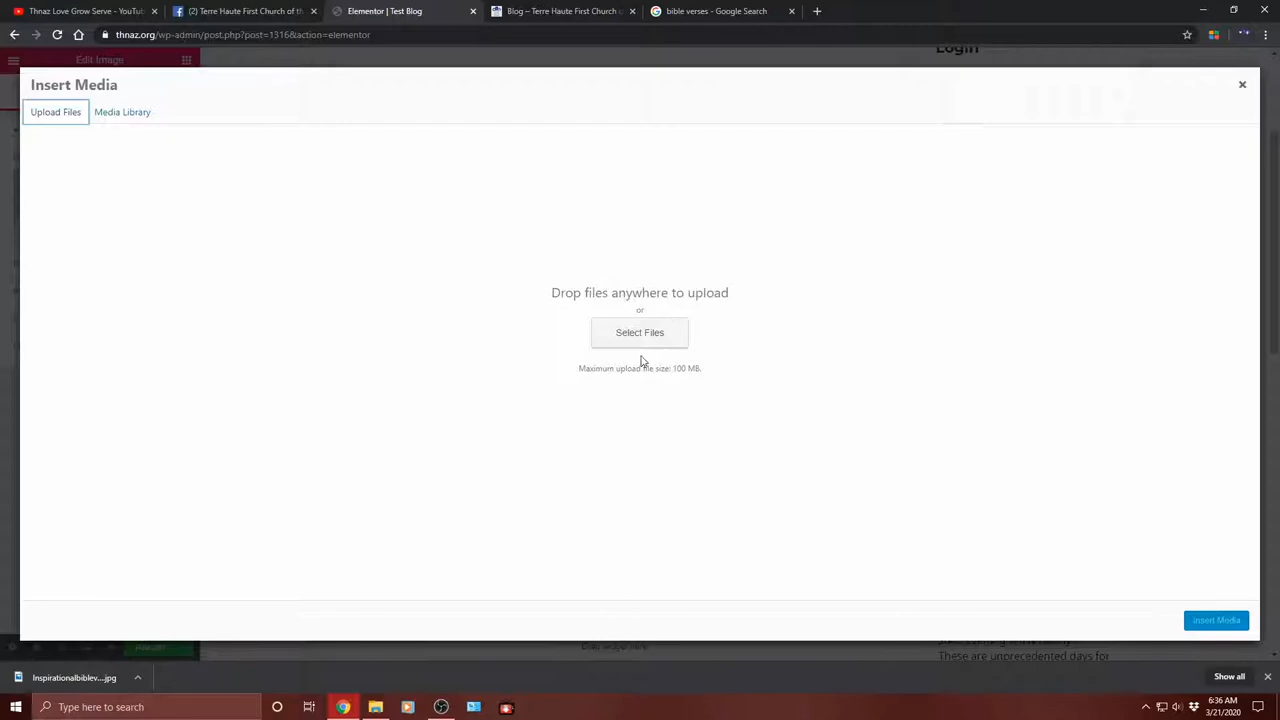 Thnaz Love Grow Serve - YouTub
(2) Terre Haute First Church of th
Elementor | Test Blog
Blog – Terre Haute First Church o
bible verses - Google Search
thnaz.org/wp-admin/post.php?post=1316&action=elementor
Edit Image
Login
Insert Media
Upload Files
Media Library
Drop files anywhere to upload
or
Select Files
Maximum upload file size: 100 MB.
Insert Media
These are unprecedented days for
Inspirationalbiblev....jpg
Show all
Type here to search
6:36 AM
3/21/2020